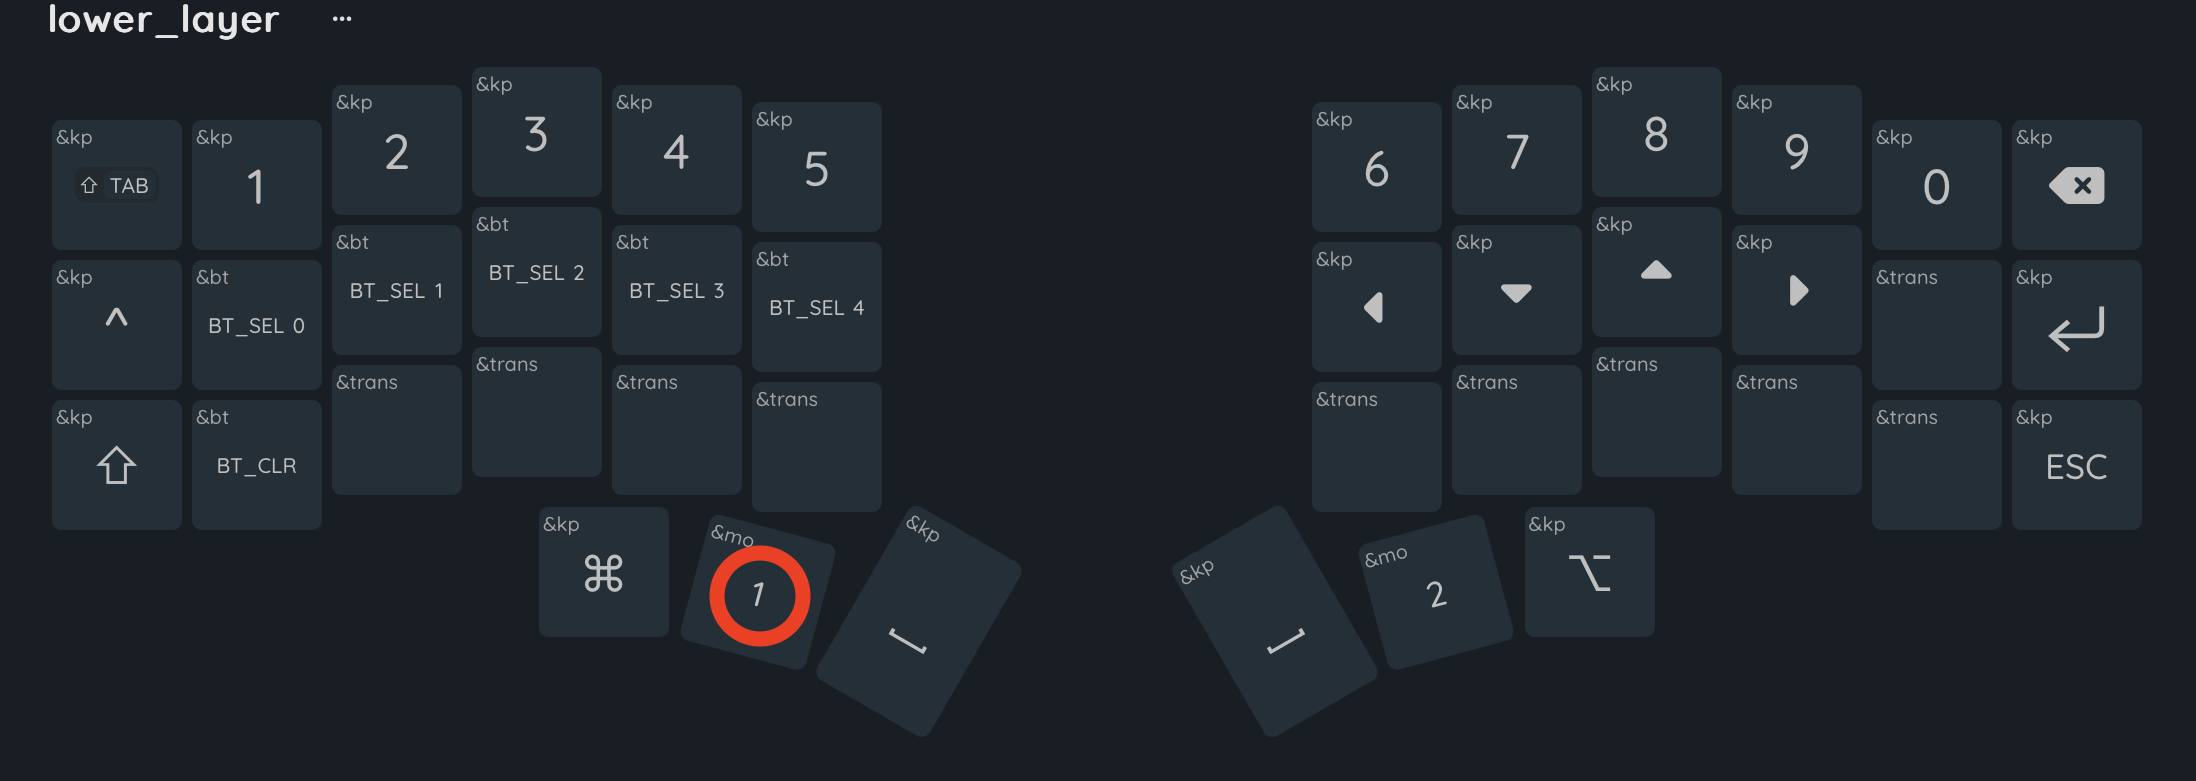 lower_layer ...
&kp ⇧ TAB &kp 1 &kp 2 &kp 3 &kp 4 &kp 5 &kp 6 &kp 7 &kp 8 &kp 9 &kp 0 &kp
&kp ^ &bt BT_SEL 0 &bt BT_SEL 1 &bt BT_SEL 2 &bt BT_SEL 3 &bt BT_SEL 4 &kp &kp &kp &kp &trans &kp
&kp ⇧ &bt BT_CLR &trans &trans &trans &trans &trans &trans &trans &trans &trans &kp ESC
&kp ⌘ &mo 1 &kp &kp &mo 2 &kp ⌥